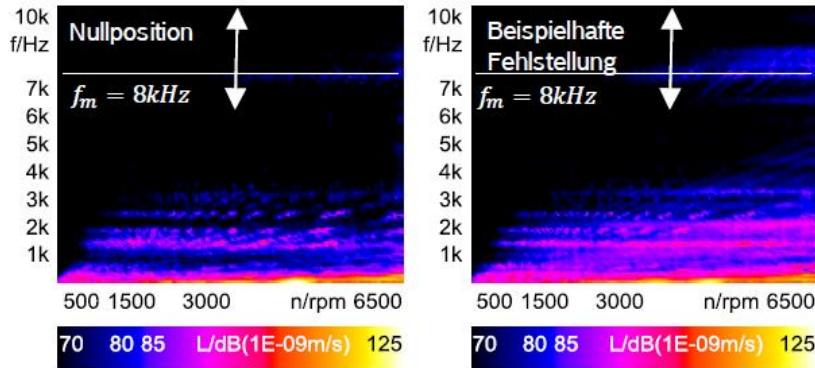 10k
f/Hz
7k
6k
5k
4k
3k
2k
1k
Nullposition
f_m = 8kHz
500 1500 3000 n/rpm 6500
70 80 85 L/dB(1E-09m/s) 125
10k
f/Hz
7k
6k
5k
4k
3k
2k
1k
Beispielhafte
Fehlstellung
f_m = 8kHz
500 1500 3000 n/rpm 6500
70 80 85 L/dB(1E-09m/s) 125